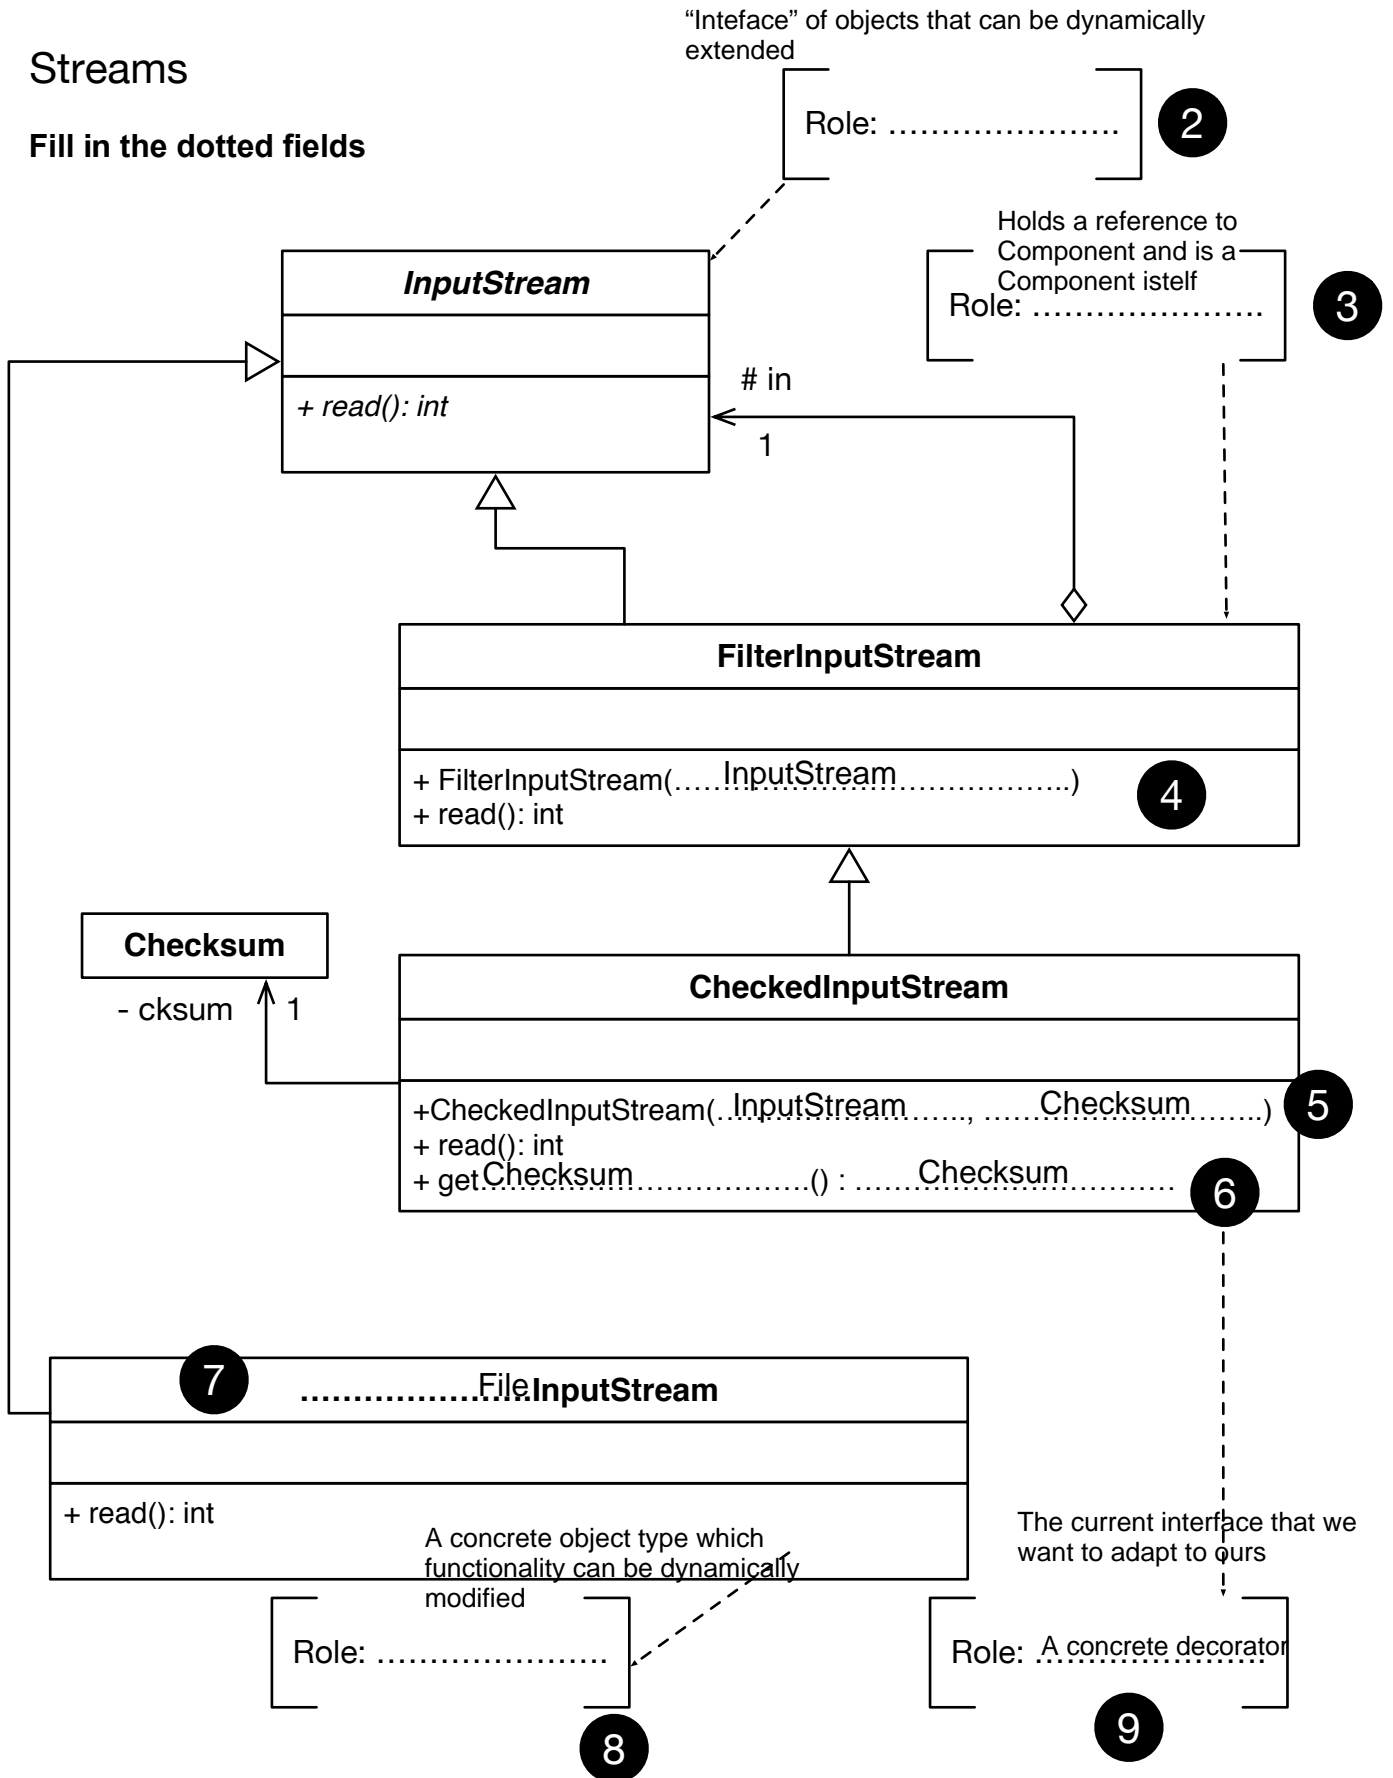 “Inteface” of objects that can be dynamically
extended
Streams
Role: ......................
2
Fill in the dotted fields
Holds a reference to
Component and is a
Component istelf
Role: ......................
3
InputStream
# in
+ read(): int
1
FilterInputStream
+ FilterInputStream(.....InputStream..................)
4
+ read(): int
Checksum
CheckedInputStream
- cksum
1
+CheckedInputStream(..InputStream......, ......Checksum........)
5
+ read(): int
+ get Checksum....................() : .......Checksum................
6
7
......................File InputStream
+ read(): int
A concrete object type which
functionality can be dynamically
modified
The current interface that we
want to adapt to ours
Role: ......................
Role: A concrete decorator
8
9